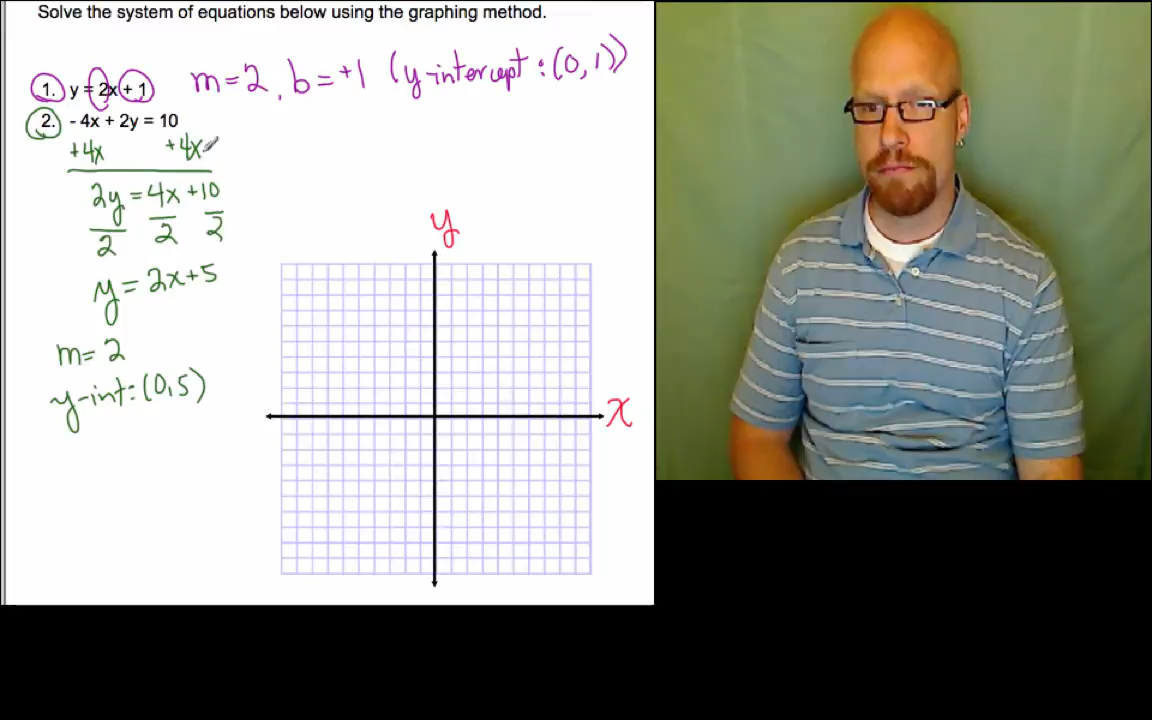 Solve the system of equations below using the graphing method.
1. y = 2x + 1
m=2, b=+1 (y-intercept:(0,1))
2. - 4x + 2y = 10
+4x +4x
2y = 4x +10
2 2 2
y = 2x+5
m= 2
y-int:(0,5)
y
x